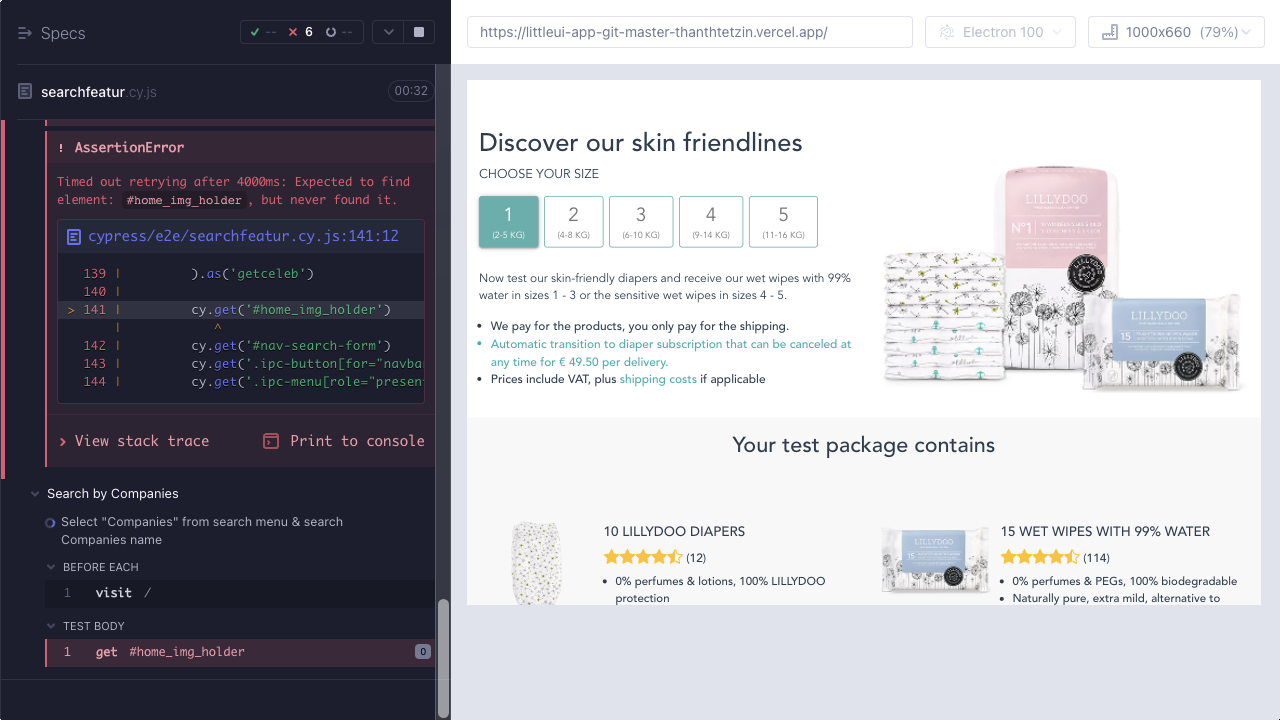 Specs
-- 6 --
searchfeatur.cy.js
00:32
! AssertionError
Timed out retrying after 4000ms: Expected to find
element: #home_img_holder, but never found it.
cypress/e2e/searchfeatur.cy.js:141:12
139 | ).as('getceleb')
140 |
> 141 | cy.get('#home_img_holder')
| ^
142 | cy.get('#nav-search-form')
143 | cy.get('.ipc-button[for="navba
144 | cy.get('.ipc-menu[role="presen
View stack trace
Print to console
Search by Companies
Select "Companies" from search menu & search
Companies name
BEFORE EACH
1 visit /
TEST BODY
1 get #home_img_holder 0
https://littleui-app-git-master-thanthtetzin.vercel.app/
Electron 100
1000x660 (79%)
Discover our skin friendlines
CHOOSE YOUR SIZE
1 2 3 4 5
(2-5 KG) (4-8 KG) (6-10 KG) (9-14 KG) (11-16 KG)
Now test our skin-friendly diapers and receive our wet wipes with 99%
water in sizes 1 - 3 or the sensitive wet wipes in sizes 4 - 5.
• We pay for the products, you only pay for the shipping.
• Automatic transition to diaper subscription that can be canceled at
any time for € 49.50 per delivery.
• Prices include VAT, plus shipping costs if applicable
LILLYDOO
N°1
LILLYDOO
LILLYDOO
15
LILLYDOO
Your test package contains
10 LILLYDOO DIAPERS
(12)
• 0% perfumes & lotions, 100% LILLYDOO
protection
LILLYDOO
15
15 WET WIPES WITH 99% WATER
(114)
• 0% perfumes & PEGs, 100% biodegradable
• Naturally pure, extra mild, alternative to